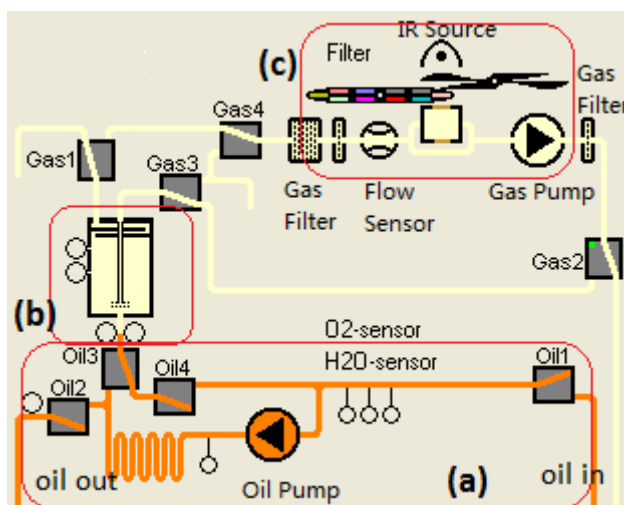 IR Source
Filter
(c)
Gas
Filter
Gas4
Gas1
Gas3
Gas
Filter
Flow
Sensor
Gas Pump
Gas2
(b)
O2-sensor
Oil3
H2O-sensor
Oil4
Oil1
Oil2
oil out
Oil Pump
(a)
oil in